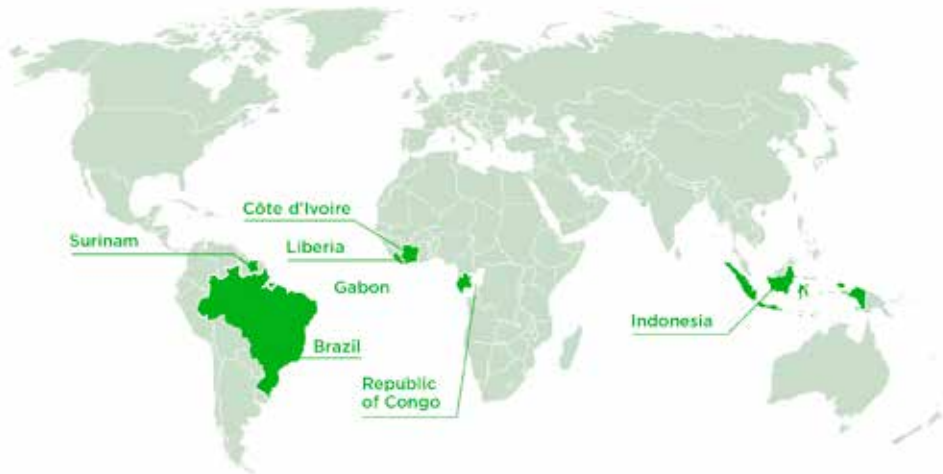 Côte d'Ivoire
Surinam
Liberia
Gabon
Indonesia
Brazil
Republic
of Congo